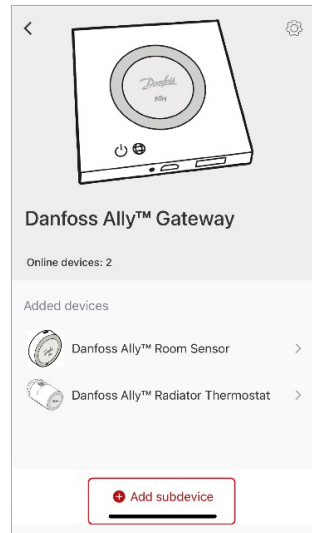 Danfoss
Ally
Danfoss Ally™ Gateway
Online devices: 2
Added devices
Danfoss Ally™ Room Sensor
Danfoss Ally™ Radiator Thermostat
Add subdevice